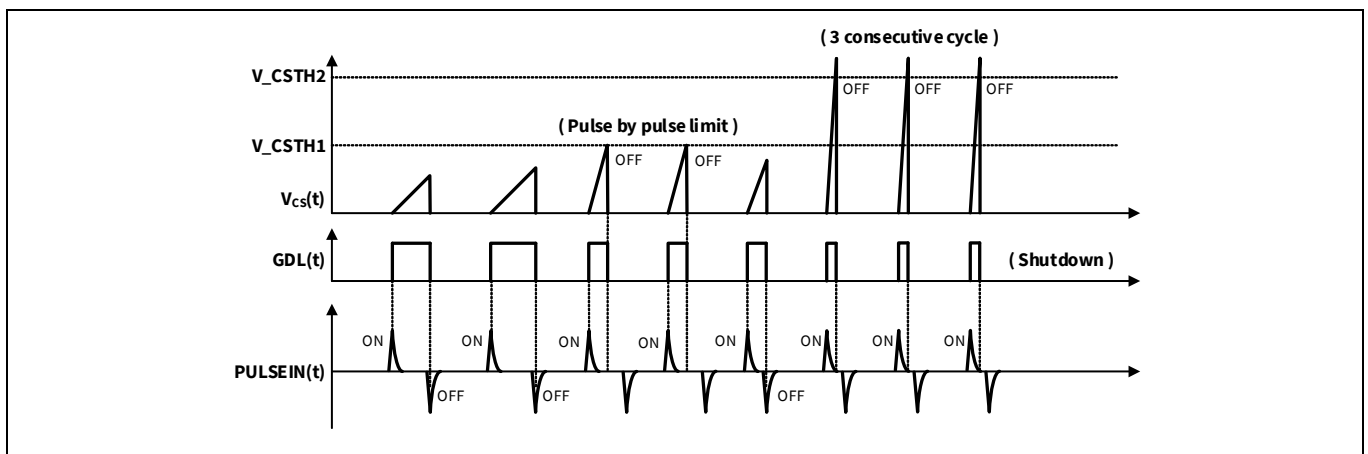 ( 3 consecutive cycle )
V_CSTH2
OFF OFF OFF
( Pulse by pulse limit )
V_CSTH1
OFF OFF
VCS(t)
GDL(t)
( Shutdown )
ON ON ON ON ON ON ON ON
PULSEIN(t)
OFF OFF OFF